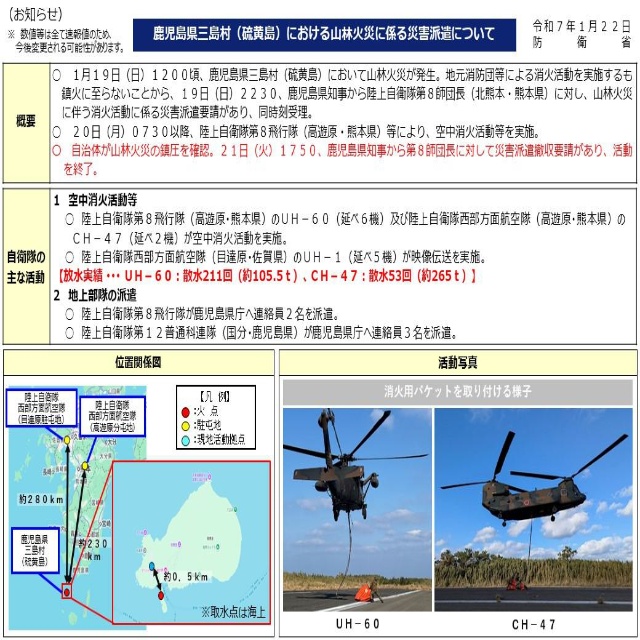 （お知らせ）
※ 数値等は全て速報値のため、
今後変更される可能性があります。
鹿児島県三島村（硫黄島）における山林火災に係る災害派遣について
令和７年１月２２日
防衛省
概要
○ １月１９日（日）１２００頃、鹿児島県三島村（硫黄島）において山林火災が発生。地元消防団等による消火活動を実施するも
鎮火に至らないことから、１９日（日）２２３０、鹿児島県知事から陸上自衛隊第８師団長（北熊本・熊本県）に対し、山林火災
に伴う消火活動に係る災害派遣要請があり、同時刻受理。
○ ２０日（月）０７３０以降、陸上自衛隊第８飛行隊（高遊原・熊本県）等により、空中消火活動等を実施。
○ 自治体が山林火災の鎮圧を確認。２１日（火）１７５０、鹿児島県知事から第８師団長に対して災害派遣撤収要請があり、活動
を終了。
自衛隊の
主な活動
１ 空中消火活動等
○ 陸上自衛隊第８飛行隊（高遊原・熊本県）のＵＨ－６０（延べ６機）及び陸上自衛隊西部方面航空隊（高遊原・熊本県）の
ＣＨ－４７（延べ２機）が空中消火活動を実施。
○ 陸上自衛隊西部方面航空隊（目達原・佐賀県）のＵＨ－１（延べ５機）が映像伝送を実施。
【放水実績・・・ ＵＨ－６０：散水211回（約105.5ｔ）、ＣＨ－４７：散水53回（約265ｔ）】
２ 地上部隊の派遣
○ 陸上自衛隊第８飛行隊が鹿児島県庁へ連絡員２名を派遣。
○ 陸上自衛隊第１２普通科連隊（国分・鹿児島県）が鹿児島県庁へ連絡員３名を派遣。
位置関係図
陸上自衛隊
西部方面航空隊
（目達原駐屯地）
陸上自衛隊
西部方面航空隊
（高遊原分屯地）
【凡 例】
：火 点
：駐屯地
：現地活動拠点
約２８０ｋｍ
約２３０
ｋｍ
鹿児島県
三島村
（硫黄島）
約０．５ｋｍ
※取水点は海上
活動写真
消火用バケットを取り付ける様子
ＵＨ－６０
ＣＨ－４７